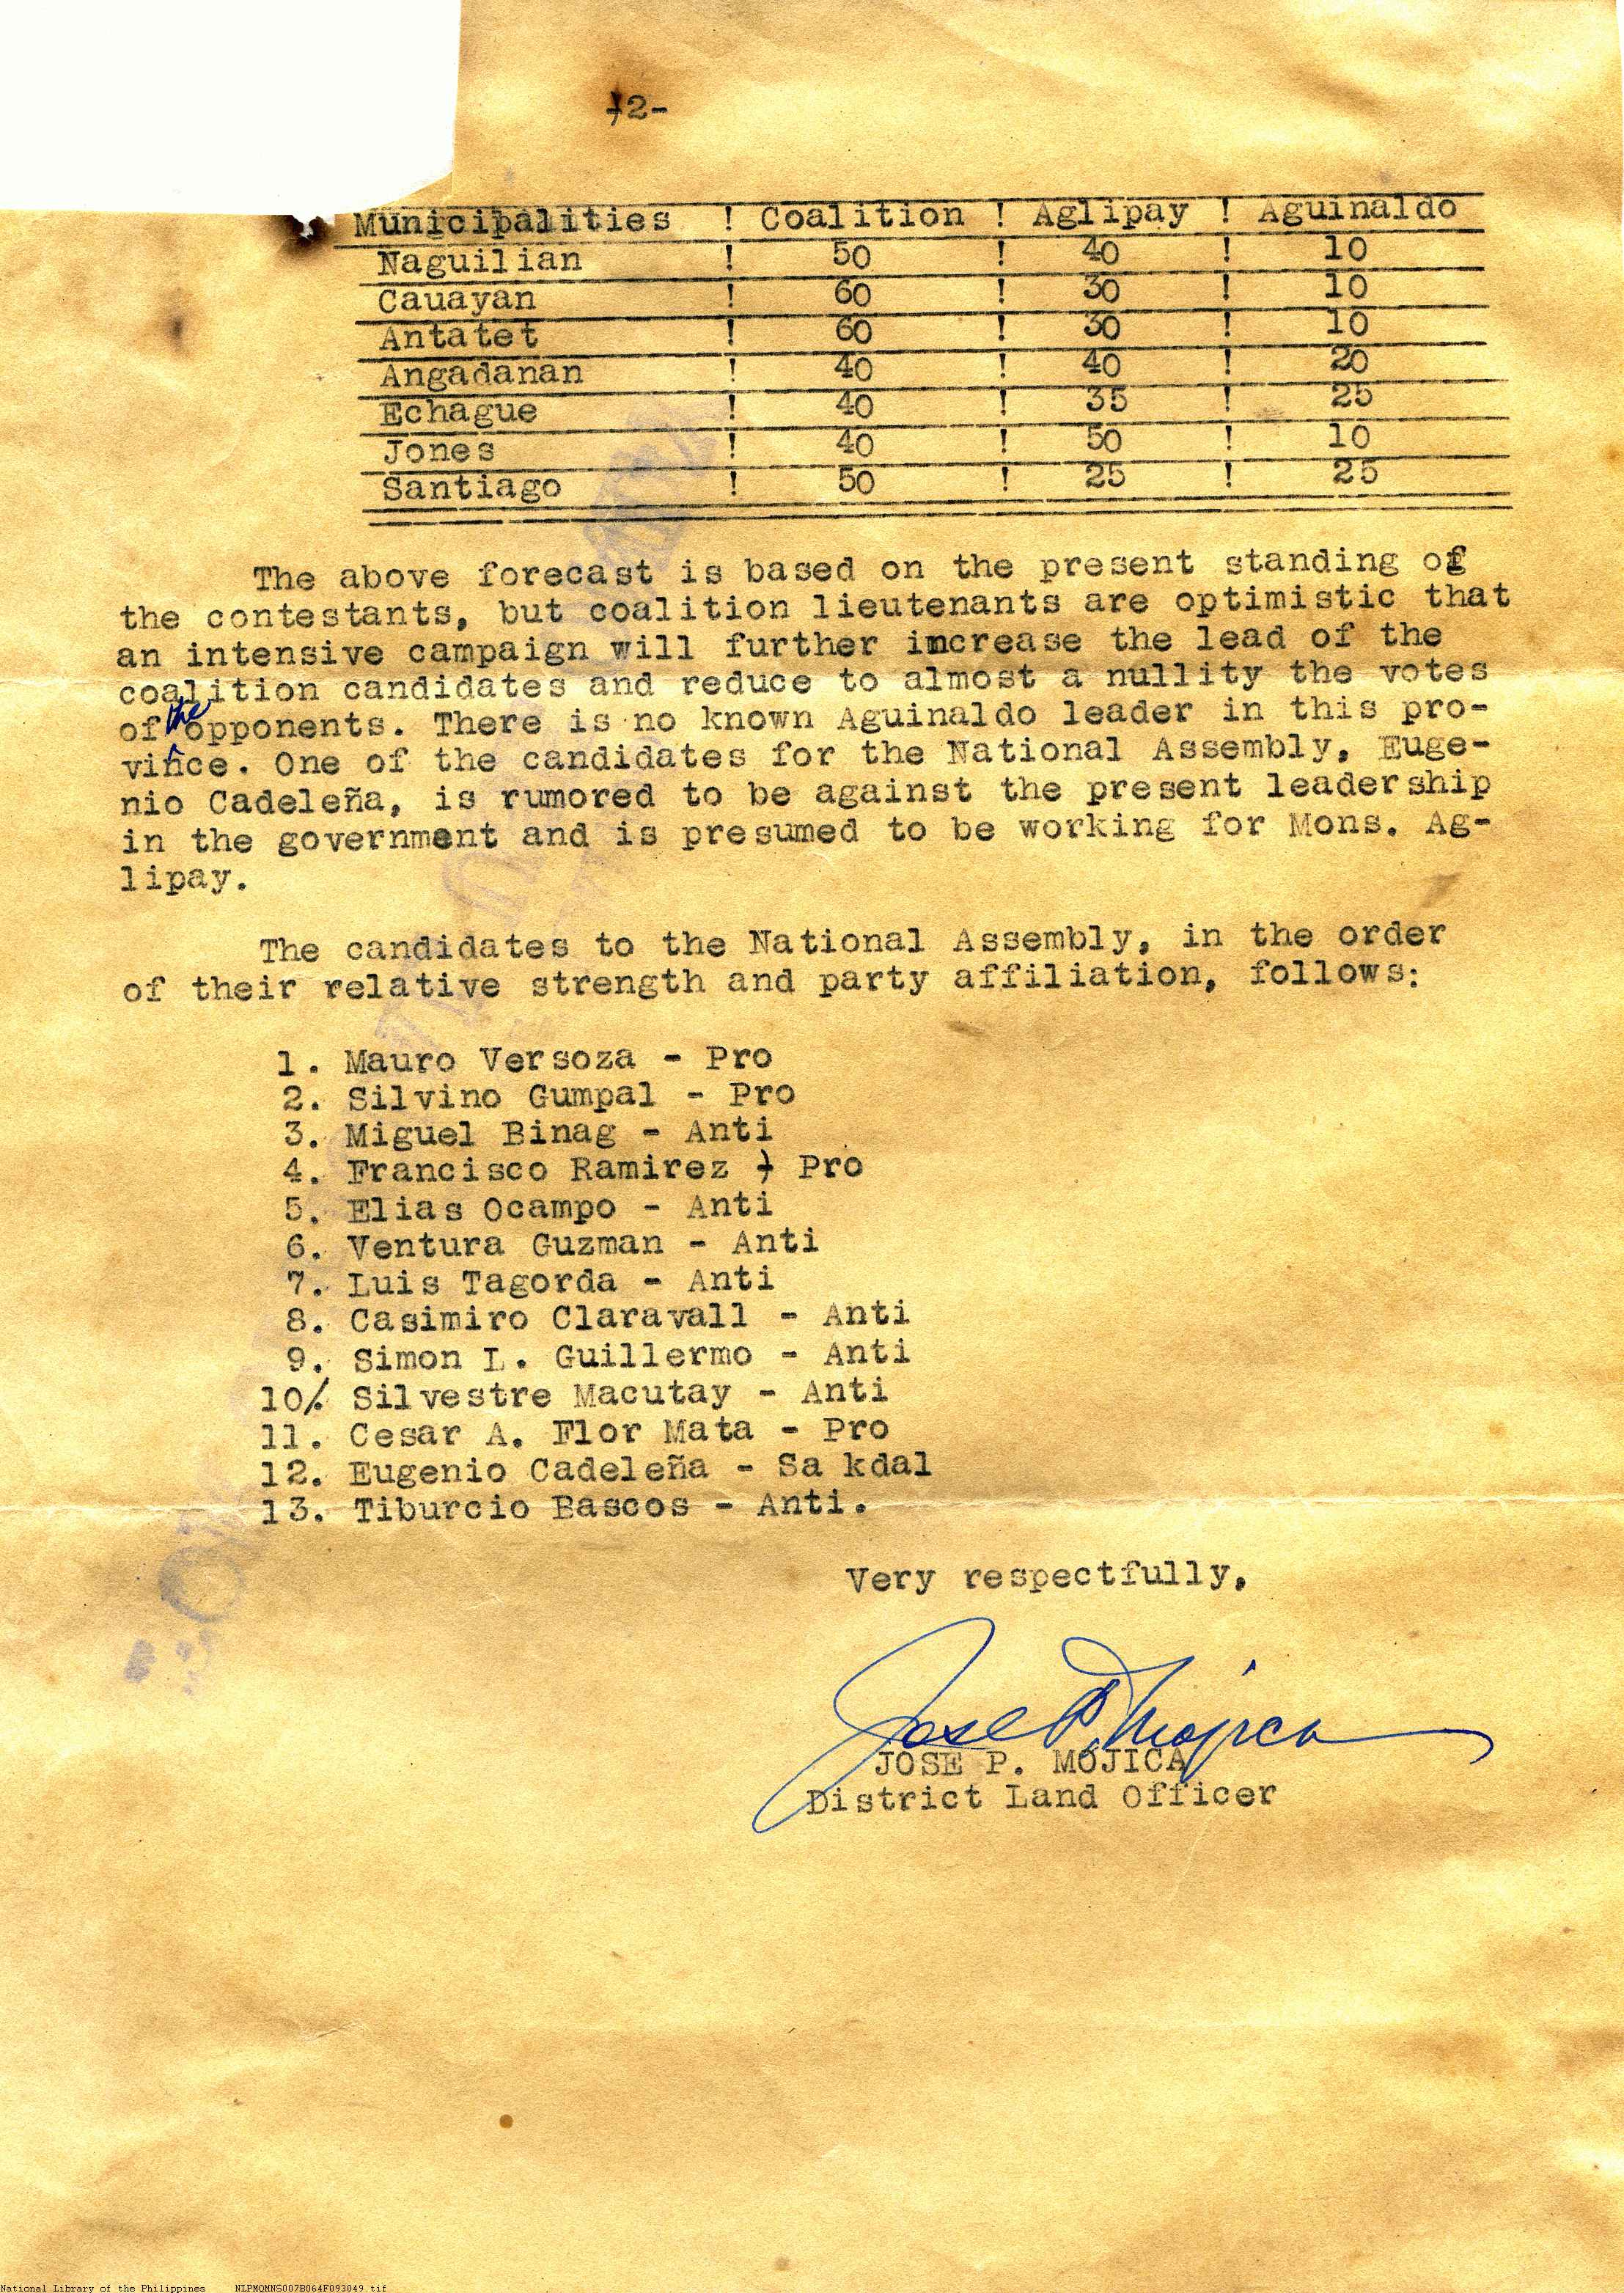 -2-
Municipalities ! Coalition ! Aglipay ! Aguinaldo
Naguilian ! 50 ! 40 ! 10
Cauayan ! 60 ! 30 ! 10
Antatet ! 60 ! 30 ! 10
Angadanan ! 40 ! 40 ! 20
Echague ! 40 ! 35 ! 25
Jones ! 40 ! 50 ! 10
Santiago ! 50 ! 25 ! 25
The above forecast is based on the present standing of
the contestants, but coalition lieutenants are optimistic that
an intensive campaign will further increase the lead of the
coalition candidates and reduce to almost a nullity the votes
of the opponents. There is no known Aguinaldo leader in this pro-
vince. One of the candidates for the National Assembly, Euge-
nio Cadeleña, is rumored to be against the present leadership
in the government and is presumed to be working for Mons. Ag-
lipay.
The candidates to the National Assembly, in the order
of their relative strength and party affiliation, follows:
1. Mauro Versoza - Pro
2. Silvino Gumpal - Pro
3. Miguel Binag - Anti
4. Francisco Ramirez - Pro
5. Elias Ocampo - Anti
6. Ventura Guzman - Anti
7. Luis Tagorda - Anti
8. Casimiro Claravall - Anti
9. Simon L. Guillermo - Anti
10/. Silvestre Macutay - Anti
11. Cesar A. Flor Mata - Pro
12. Eugenio Cadeleña - Sa kdal
13. Tiburcio Bascos - Anti.
Very respectfully,
Jose P. Mojica
JOSE P. MOJICA
District Land Officer
National Library of the Philippines NLPMQMNS007B064F093049.tif